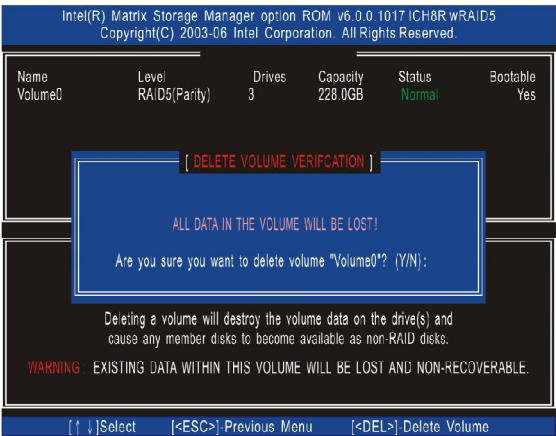 Intel(R) Matrix Storage Manager option ROM v6.0.0.1017 ICH8R wRAID5
Copyright(C) 2003-06 Intel Corporation. All Rights Reserved.
Name Level Drives Capacity Status Bootable
Volume0 RAID5(Parity) 3 228.0GB Normal Yes
[ DELETE VOLUME VERIFCATION ]
ALL DATA IN THE VOLUME WILL BE LOST!
Are you sure you want to delete volume "Volume0"? (Y/N):
Deleting a volume will destroy the volume data on the drive(s) and
cause any member disks to become available as non-RAID disks.
WARNING: EXISTING DATA WITHIN THIS VOLUME WILL BE LOST AND NON-RECOVERABLE.
[↑ ↓]Select [<ESC>]-Previous Menu [<DEL>]-Delete Volume